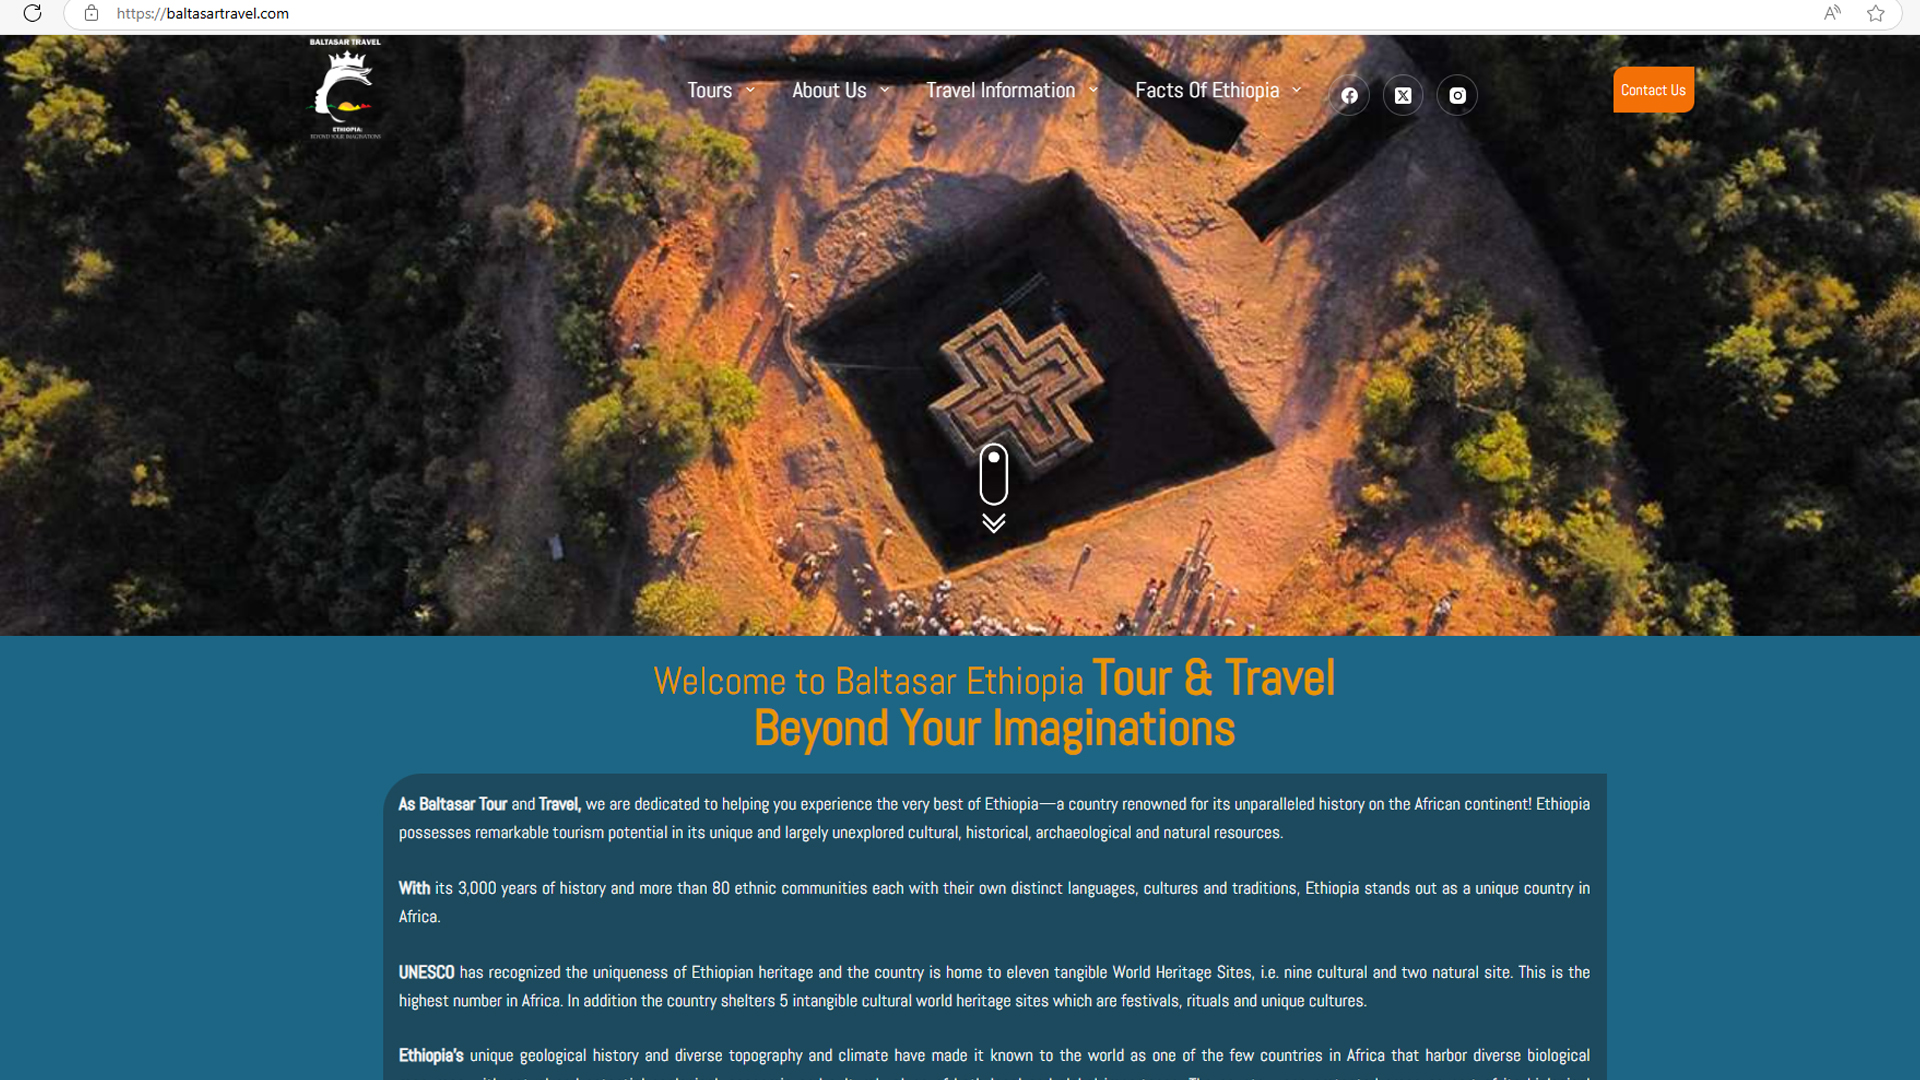 https://baltasartravel.com
BALTASAR TRAVEL
ETHIOPIA:
BEYOND YOUR IMAGINATIONS
Tours
About Us
Travel Information
Facts Of Ethiopia
Contact Us
Welcome to Baltasar Ethiopia Tour & Travel
Beyond Your Imaginations
As Baltasar Tour and Travel, we are dedicated to helping you experience the very best of Ethiopia—a country renowned for its unparalleled history on the African continent! Ethiopia
possesses remarkable tourism potential in its unique and largely unexplored cultural, historical, archaeological and natural resources.
With its 3,000 years of history and more than 80 ethnic communities each with their own distinct languages, cultures and traditions, Ethiopia stands out as a unique country in
Africa.
UNESCO has recognized the uniqueness of Ethiopian heritage and the country is home to eleven tangible World Heritage Sites, i.e. nine cultural and two natural site. This is the
highest number in Africa. In addition the country shelters 5 intangible cultural world heritage sites which are festivals, rituals and unique cultures.
Ethiopia's unique geological history and diverse topography and climate have made it known to the world as one of the few countries in Africa that harbor diverse biological